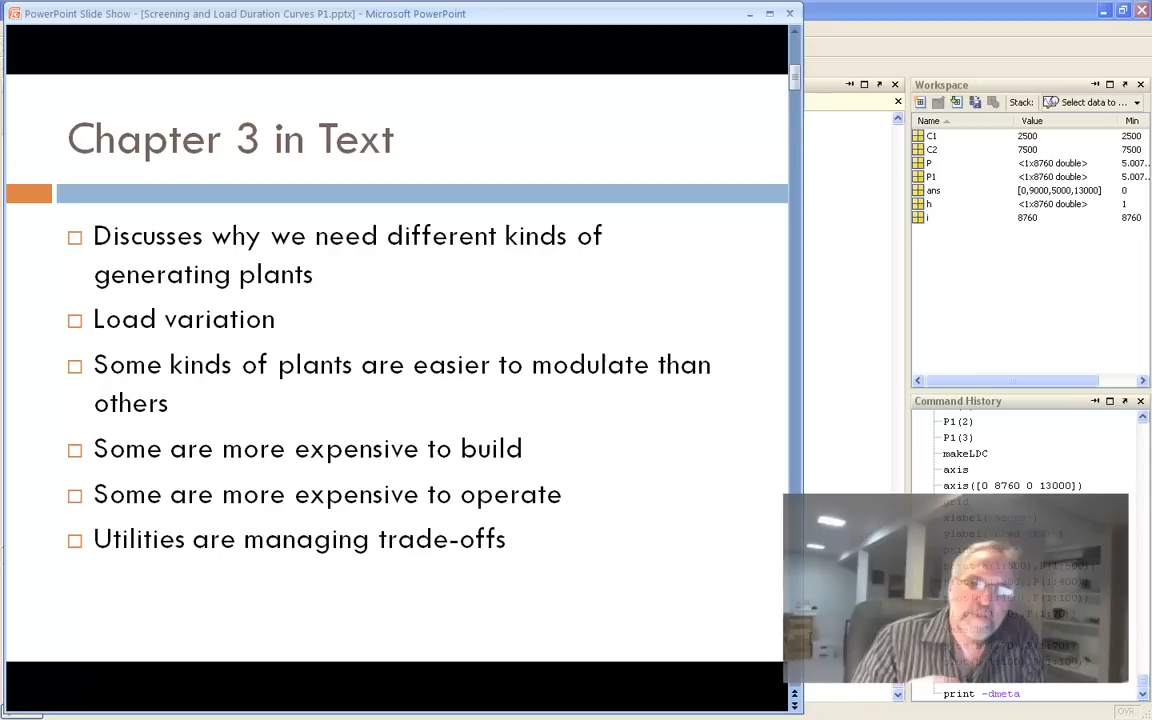 PowerPoint Slide Show - [Screening and Load Duration Curves P1.pptx] - Microsoft PowerPoint
Chapter 3 in Text
Discusses why we need different kinds of
generating plants
Load variation
Some kinds of plants are easier to modulate than
others
Some are more expensive to build
Some are more expensive to operate
Utilities are managing trade-offs
Workspace
Stack: Select data to ...
Name Value Min
C1 2500 2500
C2 7500 7500
P <1x8760 double> 5.007...
P1 <1x8760 double> 5.007...
ans [0,9000,5000,13000] 0
h <1x8760 double> 1
i 8760 8760
Command History
P1(2)
P1(3)
makeLDC
axis
axis([0 8760 0 13000])
grid
print -dmeta
OVR